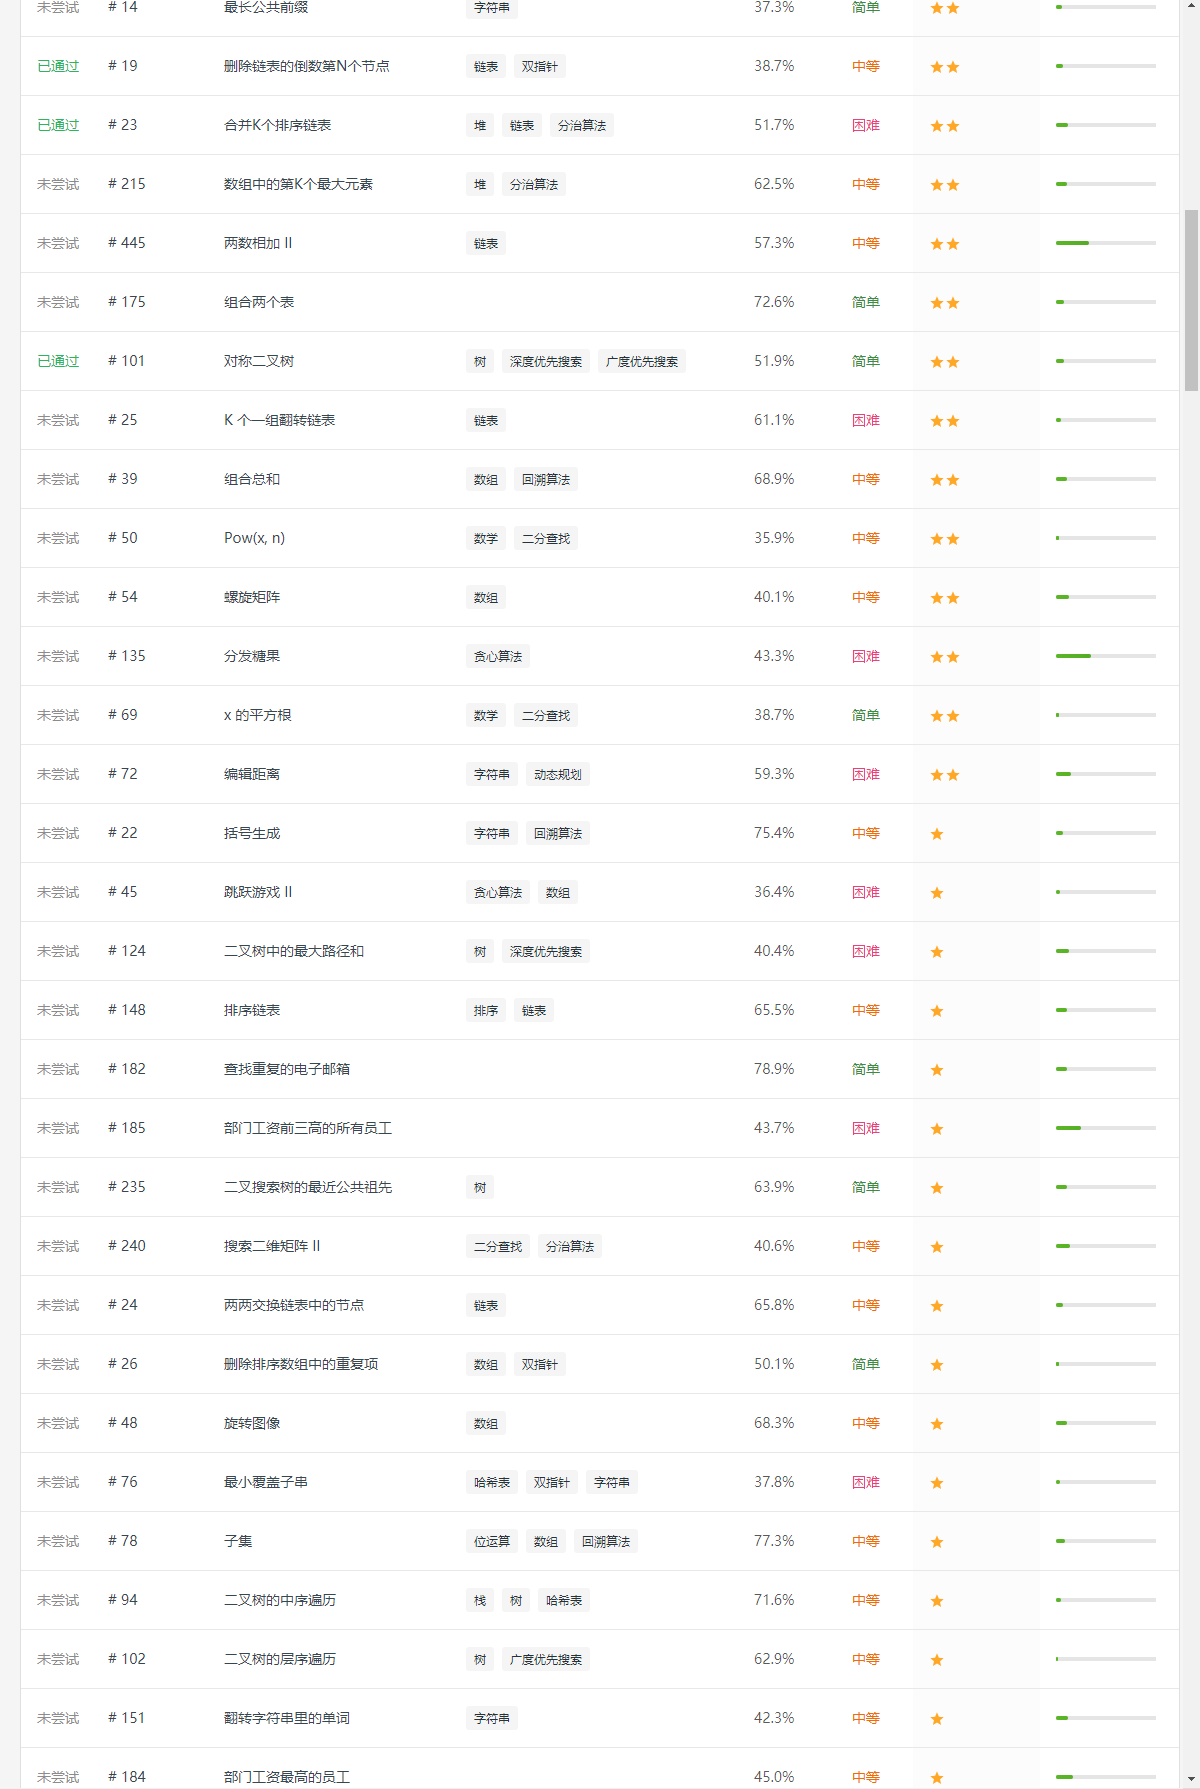 未尝试 # 14 最长公共前缀 字符串 37.3% 简单
已通过 # 19 删除链表的倒数第N个节点 链表 双指针 38.7% 中等
已通过 # 23 合并K个排序链表 堆 链表 分治算法 51.7% 困难
未尝试 # 215 数组中的第K个最大元素 堆 分治算法 62.5% 中等
未尝试 # 445 两数相加 II 链表 57.3% 中等
未尝试 # 175 组合两个表 72.6% 简单
已通过 # 101 对称二叉树 树 深度优先搜索 广度优先搜索 51.9% 简单
未尝试 # 25 K 个一组翻转链表 链表 61.1% 困难
未尝试 # 39 组合总和 数组 回溯算法 68.9% 中等
未尝试 # 50 Pow(x, n) 数学 二分查找 35.9% 中等
未尝试 # 54 螺旋矩阵 数组 40.1% 中等
未尝试 # 135 分发糖果 贪心算法 43.3% 困难
未尝试 # 69 x 的平方根 数学 二分查找 38.7% 简单
未尝试 # 72 编辑距离 字符串 动态规划 59.3% 困难
未尝试 # 22 括号生成 字符串 回溯算法 75.4% 中等
未尝试 # 45 跳跃游戏 II 贪心算法 数组 36.4% 困难
未尝试 # 124 二叉树中的最大路径和 树 深度优先搜索 40.4% 困难
未尝试 # 148 排序链表 排序 链表 65.5% 中等
未尝试 # 182 查找重复的电子邮箱 78.9% 简单
未尝试 # 185 部门工资前三高的所有员工 43.7% 困难
未尝试 # 235 二叉搜索树的最近公共祖先 树 63.9% 简单
未尝试 # 240 搜索二维矩阵 II 二分查找 分治算法 40.6% 中等
未尝试 # 24 两两交换链表中的节点 链表 65.8% 中等
未尝试 # 26 删除排序数组中的重复项 数组 双指针 50.1% 简单
未尝试 # 48 旋转图像 数组 68.3% 中等
未尝试 # 76 最小覆盖子串 哈希表 双指针 字符串 37.8% 困难
未尝试 # 78 子集 位运算 数组 回溯算法 77.3% 中等
未尝试 # 94 二叉树的中序遍历 栈 树 哈希表 71.6% 中等
未尝试 # 102 二叉树的层序遍历 树 广度优先搜索 62.9% 中等
未尝试 # 151 翻转字符串里的单词 字符串 42.3% 中等
未尝试 # 184 部门工资最高的员工 45.0% 中等